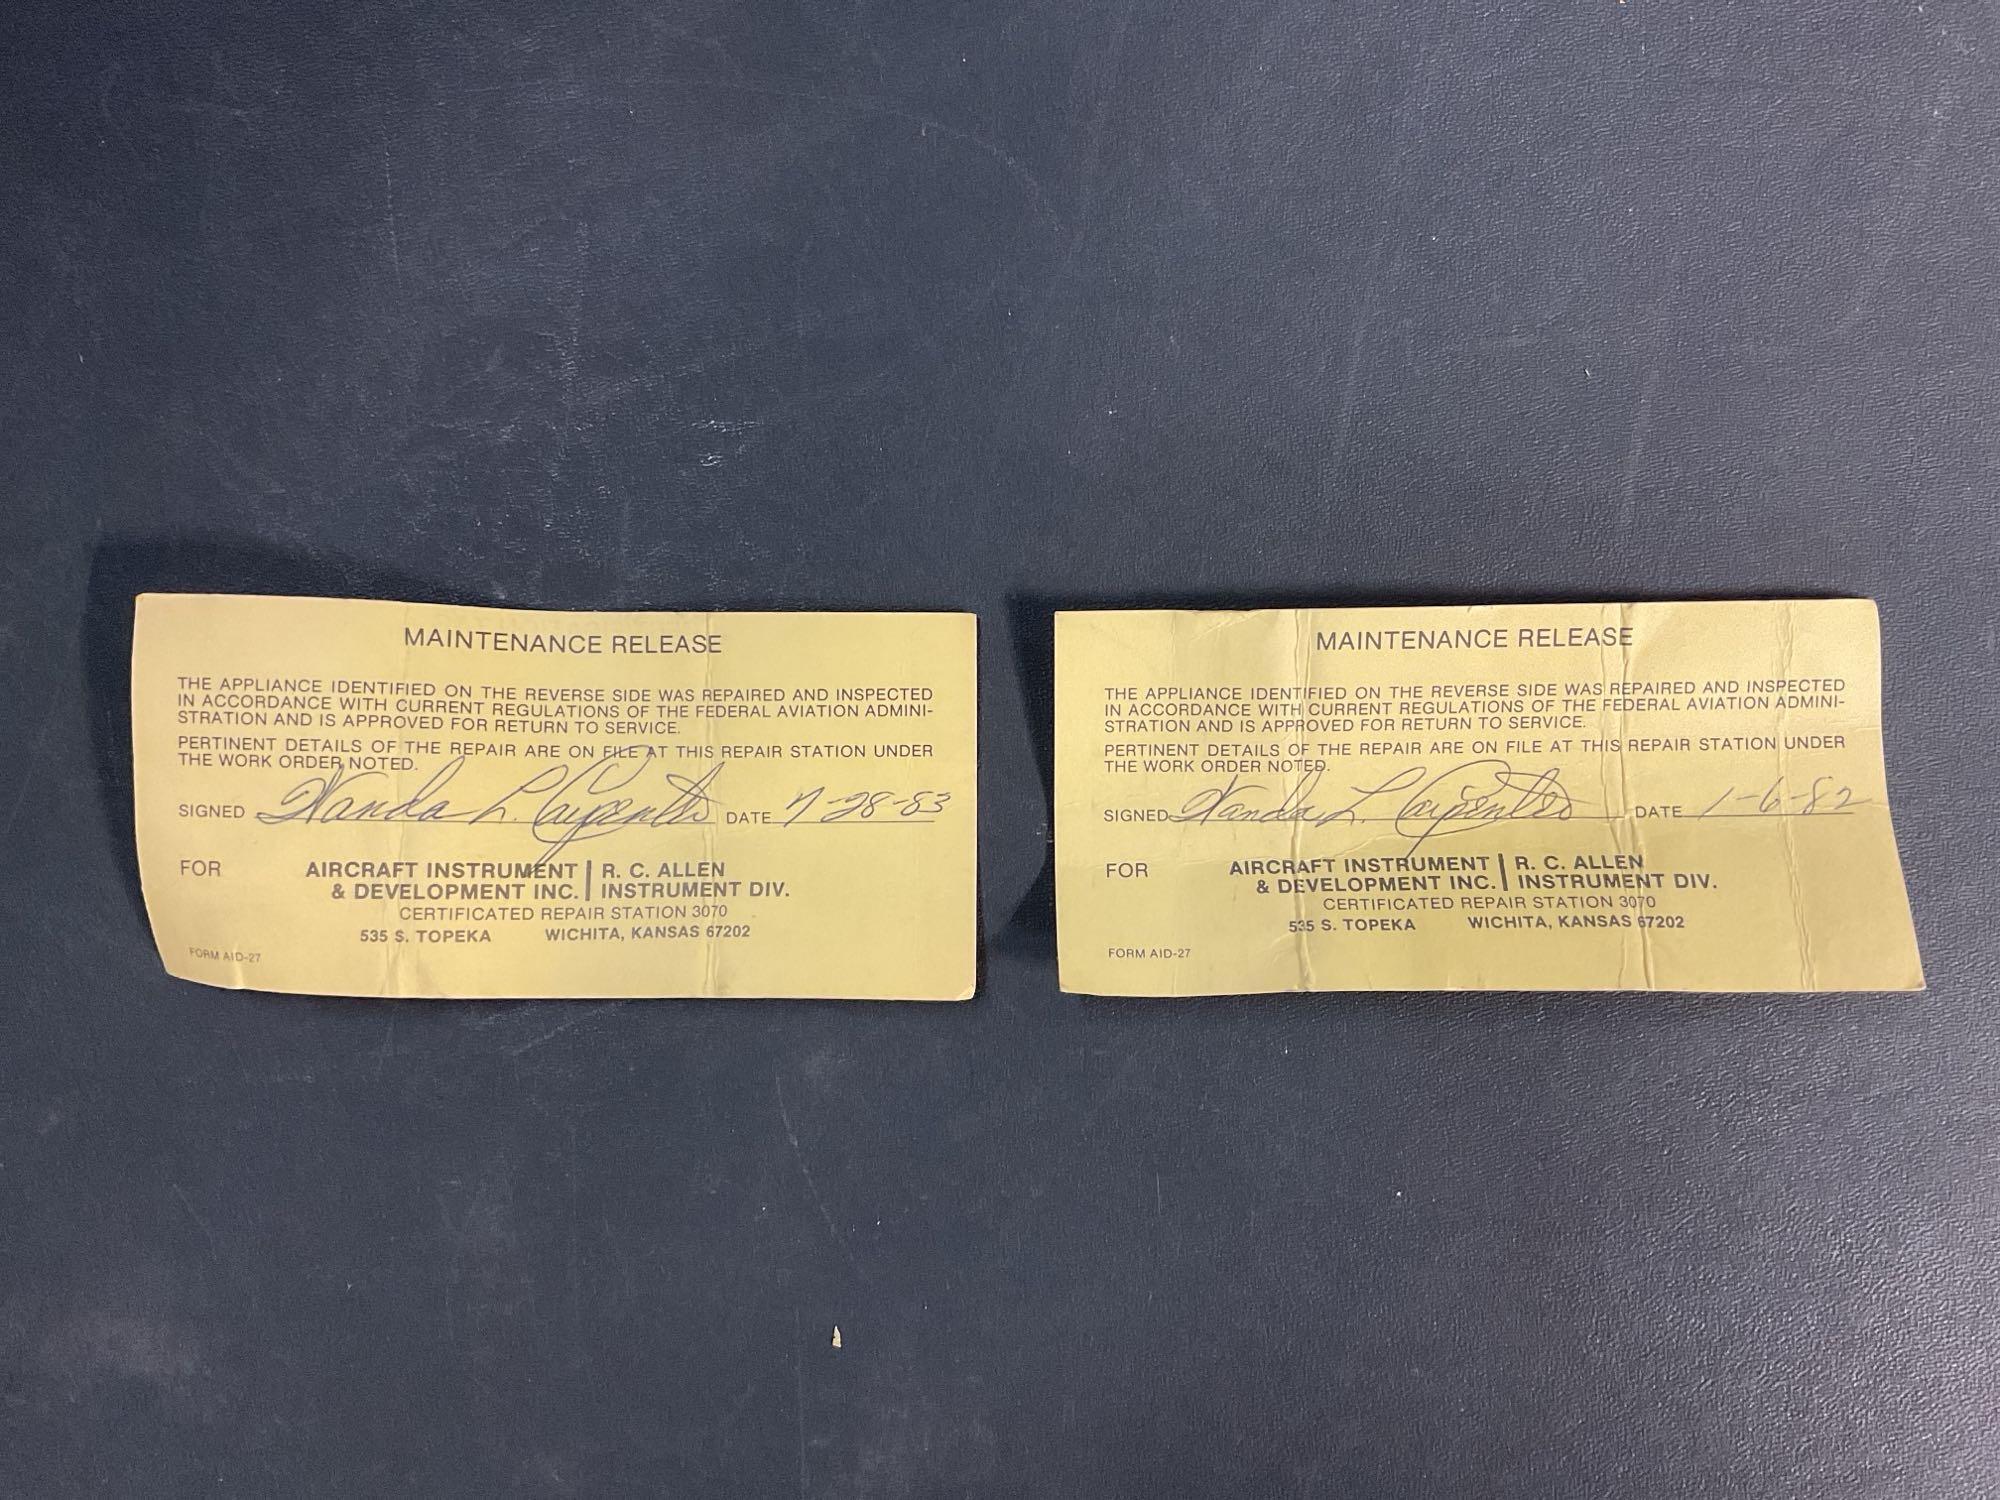 MAINTENANCE RELEASE
THE APPLIANCE IDENTIFIED ON THE REVERSE SIDE WAS REPAIRED AND INSPECTED
IN ACCORDANCE WITH CURRENT REGULATIONS OF THE FEDERAL AVIATION ADMINI-
STRATION AND IS APPROVED FOR RETURN TO SERVICE.
PERTINENT DETAILS OF THE REPAIR ARE ON FILE AT THIS REPAIR STATION UNDER
THE WORK ORDER NOTED.
SIGNED Wanda L. Carpenter DATE 7-28-83
FOR AIRCRAFT INSTRUMENT | R. C. ALLEN
& DEVELOPMENT INC. | INSTRUMENT DIV.
CERTIFICATED REPAIR STATION 3070
535 S. TOPEKA WICHITA, KANSAS 67202
FORM AID-27
MAINTENANCE RELEASE
THE APPLIANCE IDENTIFIED ON THE REVERSE SIDE WAS REPAIRED AND INSPECTED
IN ACCORDANCE WITH CURRENT REGULATIONS OF THE FEDERAL AVIATION ADMINI-
STRATION AND IS APPROVED FOR RETURN TO SERVICE.
PERTINENT DETAILS OF THE REPAIR ARE ON FILE AT THIS REPAIR STATION UNDER
THE WORK ORDER NOTED.
SIGNED Wanda L. Carpenter DATE 1-6-82
FOR AIRCRAFT INSTRUMENT | R. C. ALLEN
& DEVELOPMENT INC. | INSTRUMENT DIV.
CERTIFICATED REPAIR STATION 3070
535 S. TOPEKA WICHITA, KANSAS 67202
FORM AID-27